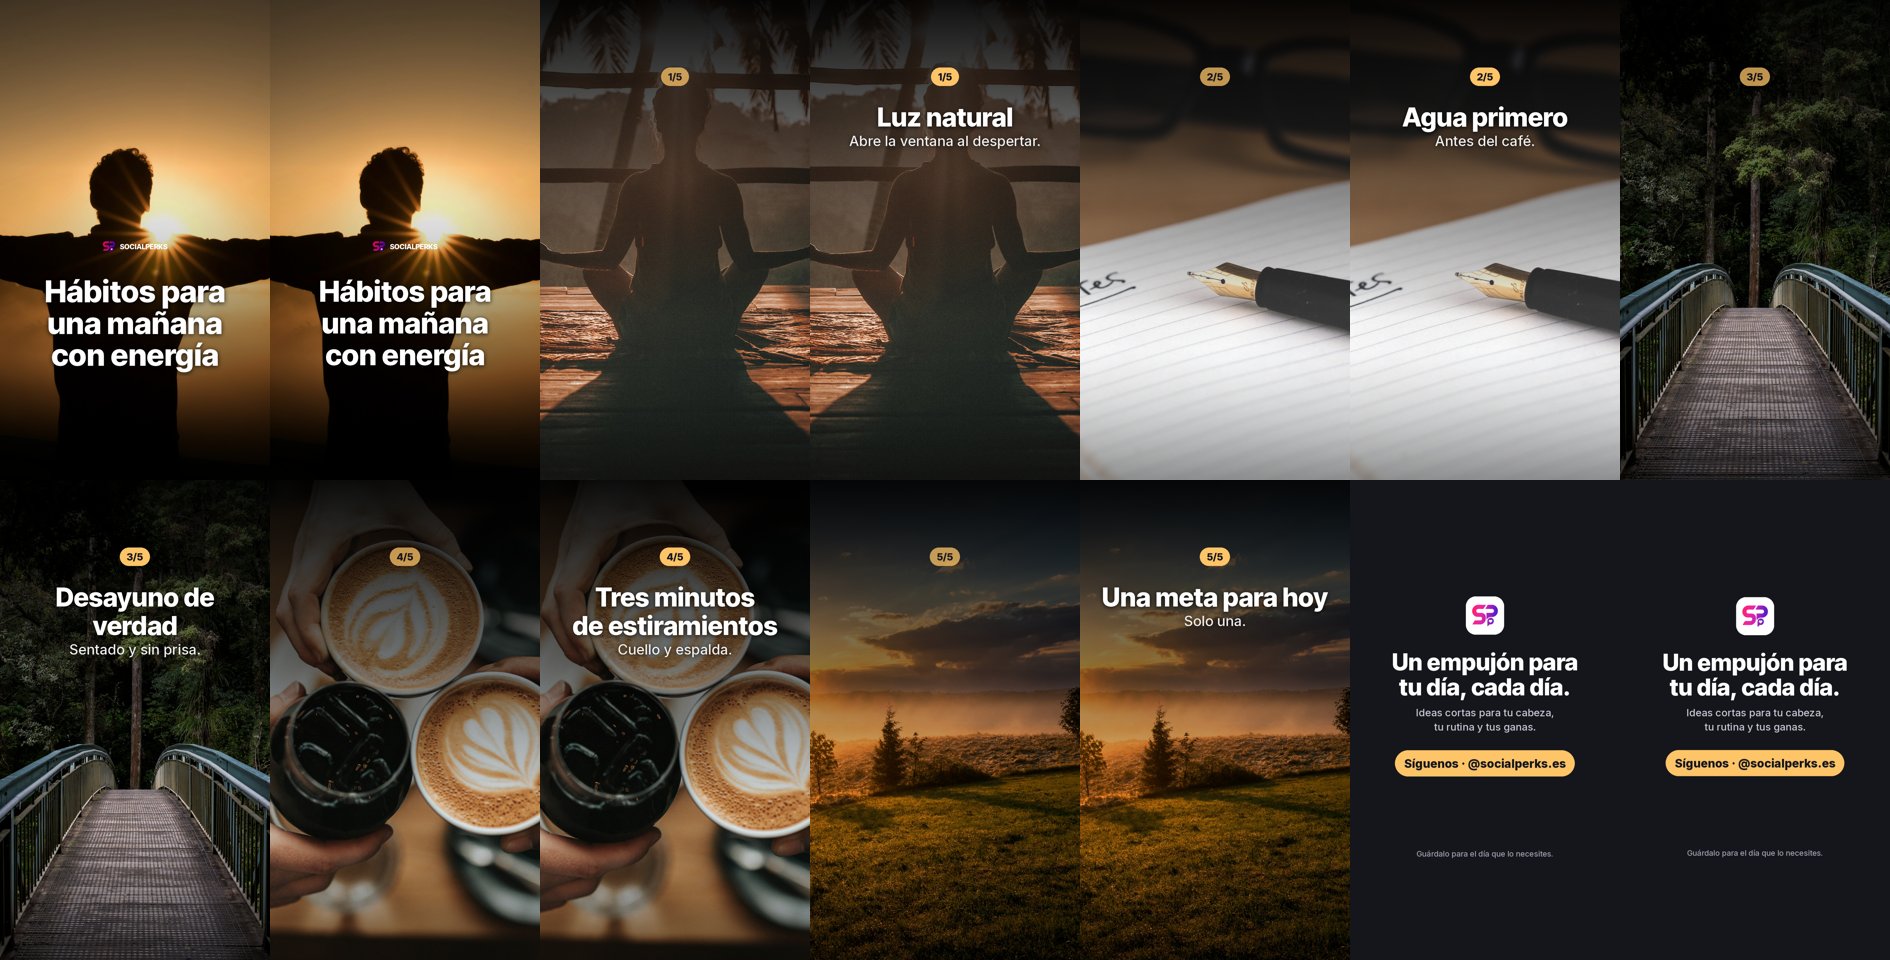 SP SOCIALPERKS
Hábitos para
una mañana
con energía
SP SOCIALPERKS
Hábitos para
una mañana
con energía
1/5
1/5
Luz natural
Abre la ventana al despertar.
2/5
2/5
Agua primero
Antes del café.
3/5
3/5
Desayuno de
verdad
Sentado y sin prisa.
4/5
4/5
Tres minutos
de estiramientos
Cuello y espalda.
5/5
5/5
Una meta para hoy
Solo una.
SPp
Un empujón para
tu día, cada día.
Ideas cortas para tu cabeza,
tu rutina y tus ganas.
Síguenos · @socialperks.es
Guárdalo para el día que lo necesites.
SPp
Un empujón para
tu día, cada día.
Ideas cortas para tu cabeza,
tu rutina y tus ganas.
Síguenos · @socialperks.es
Guárdalo para el día que lo necesites.